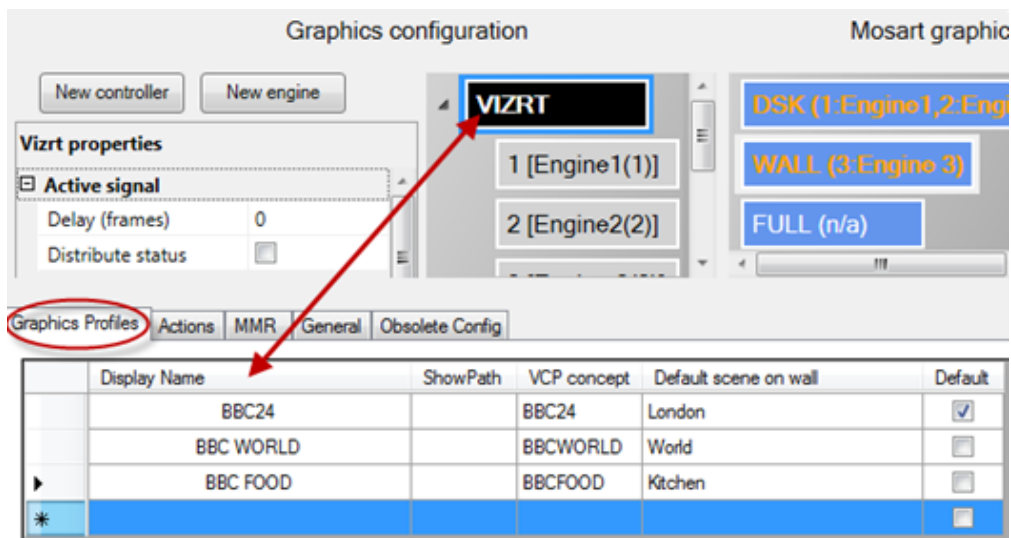 Graphics configuration
Mosart graphic
New controller
New engine
Vizrt properties
Active signal
Delay (frames) 0
Distribute status
VIZRT
1 [Engine1(1)]
2 [Engine2(2)]
DSK (1:Engine1,2:Engi
WALL (3:Engine 3)
FULL (n/a)
Graphics Profiles Actions MMR General Obsolete Config
Display Name ShowPath VCP concept Default scene on wall Default
BBC24 BBC24 London
BBC WORLD BBCWORLD World
BBC FOOD BBCFOOD Kitchen